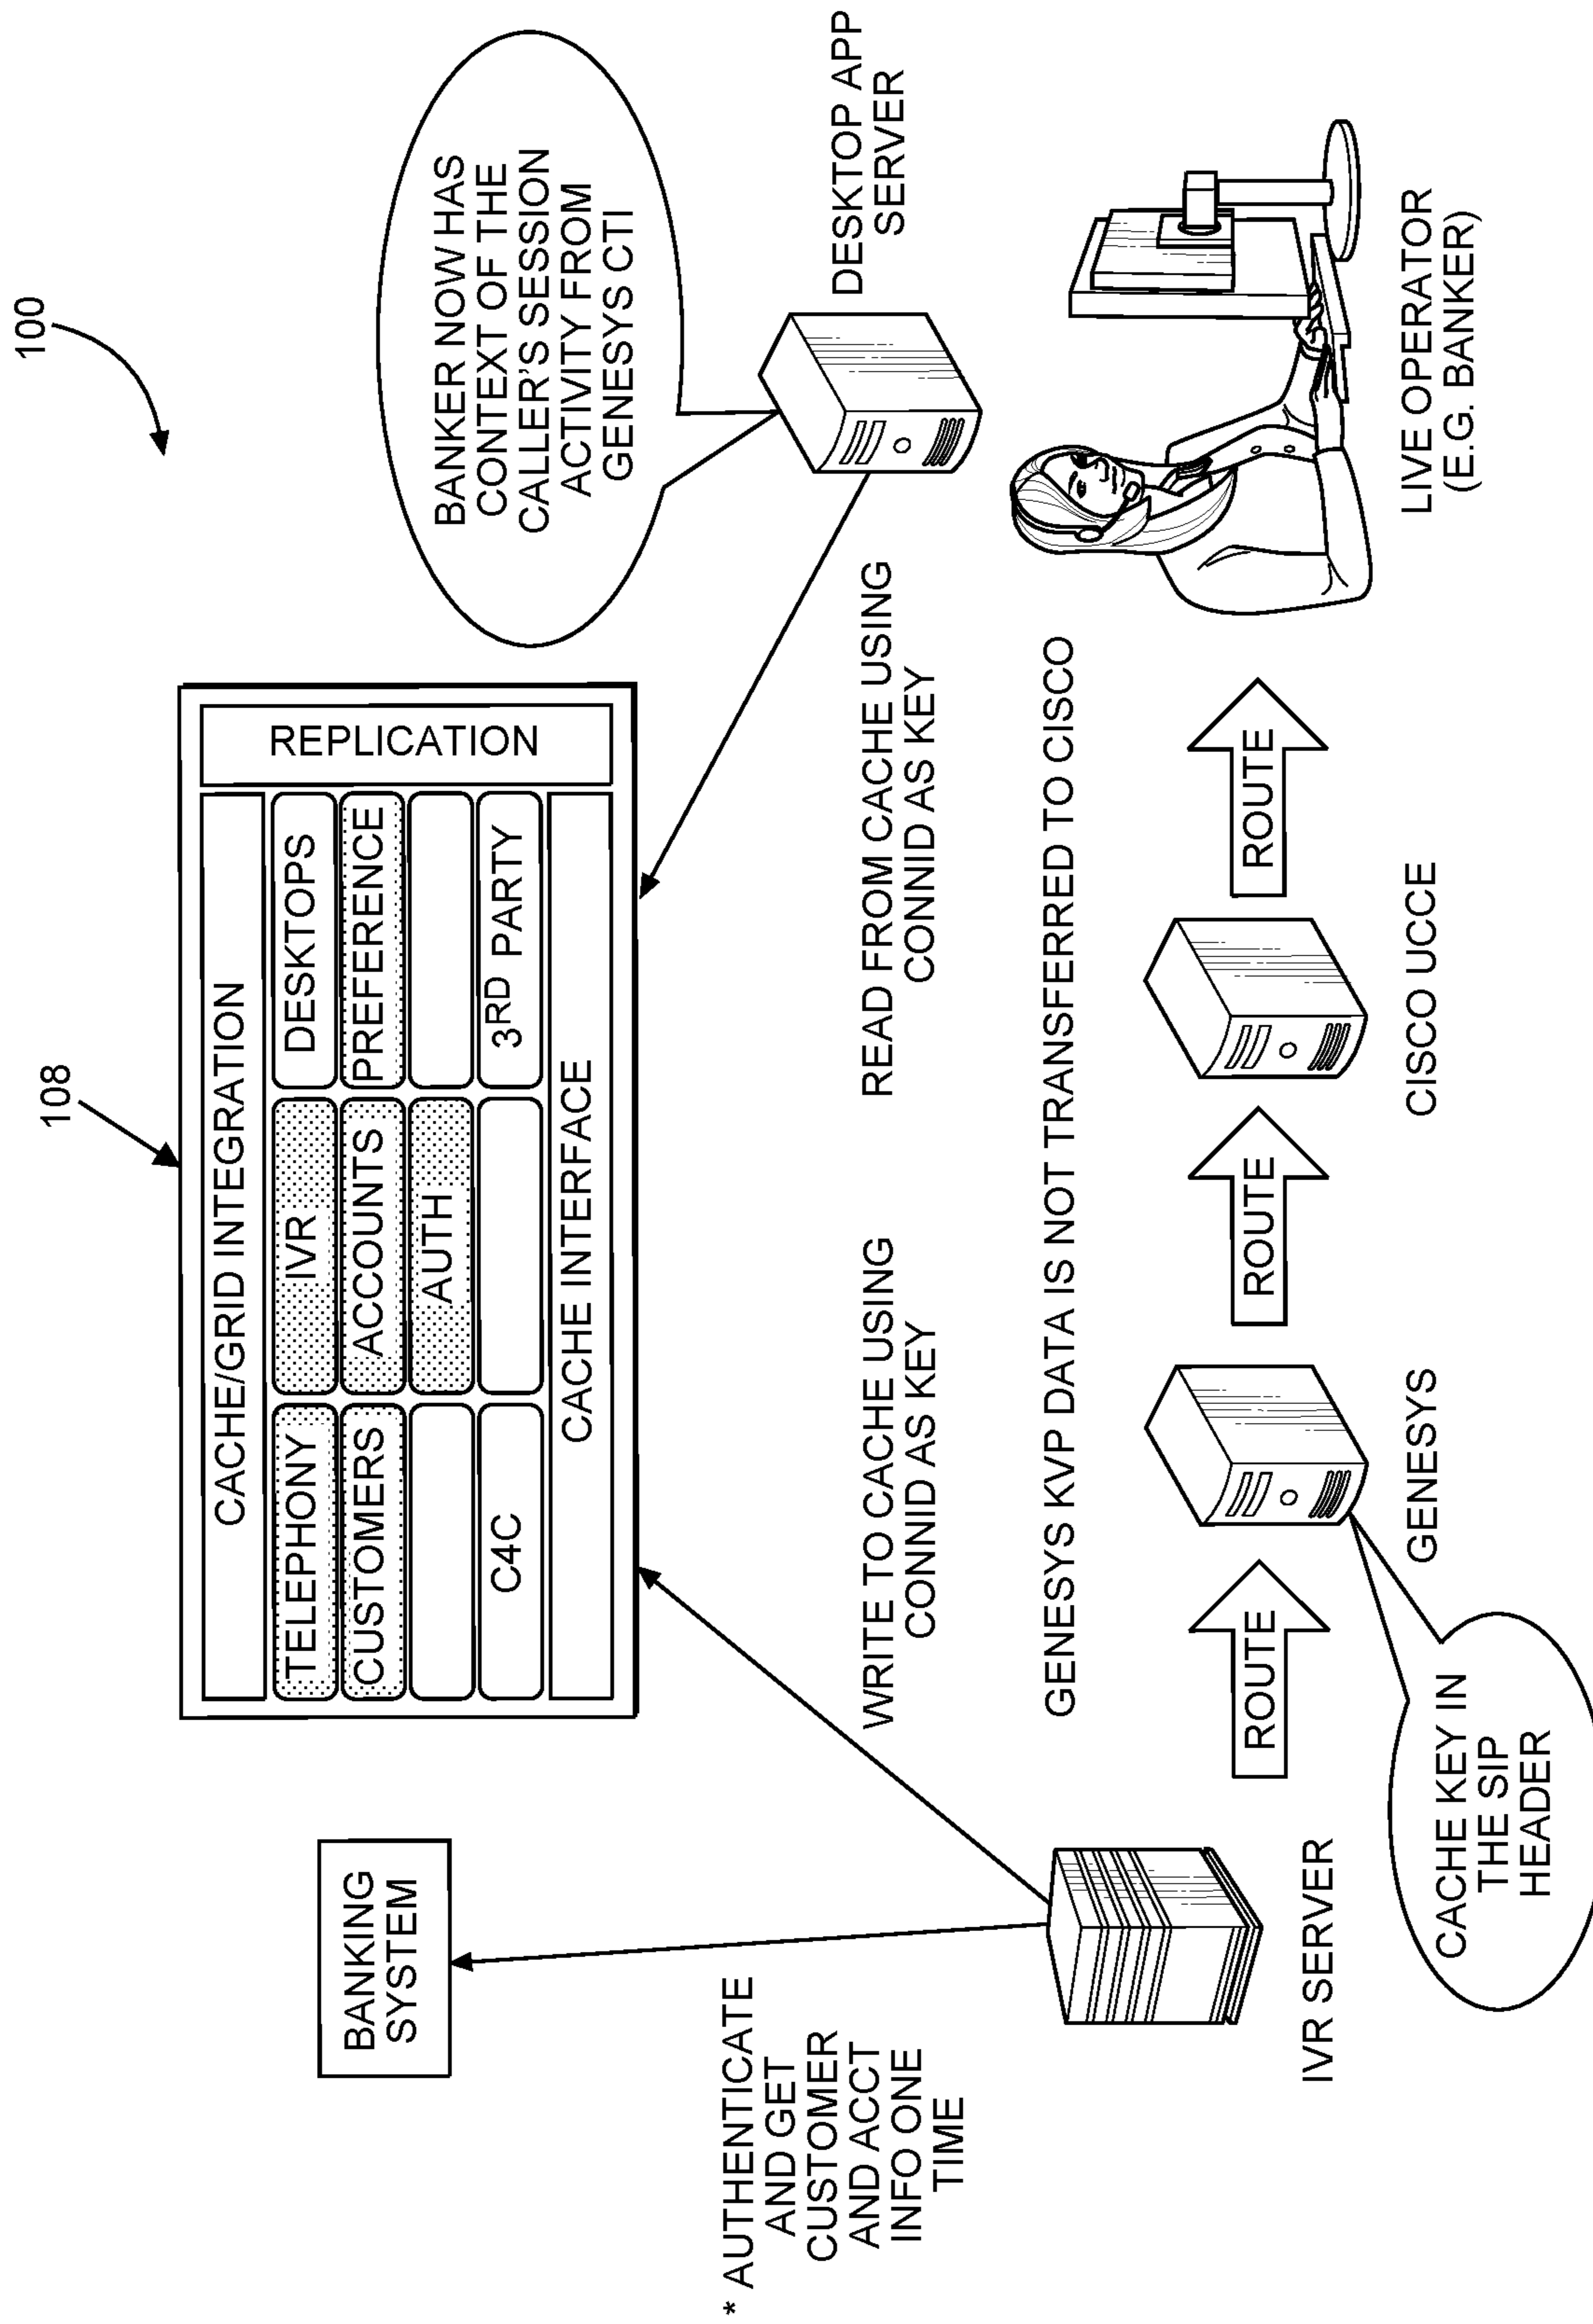 100
108
CACHE/GRID INTEGRATION
TELEPHONY
IVR
DESKTOPS
CUSTOMERS
ACCOUNTS
PREFERENCE
AUTH
C4C
3RD PARTY
CACHE INTERFACE
REPLICATION
BANKER NOW HAS
CONTEXT OF THE
CALLER'S SESSION
ACTIVITY FROM
GENESYS CTI
BANKING
SYSTEM
* AUTHENTICATE
AND GET
CUSTOMER
AND ACCT
INFO ONE
TIME
WRITE TO CACHE USING
CONNID AS KEY
READ FROM CACHE USING
CONNID AS KEY
DESKTOP APP
SERVER
GENESYS KVP DATA IS NOT TRANSFERRED TO CISCO
ROUTE
ROUTE
ROUTE
IVR SERVER
GENESYS
CISCO UCCE
LIVE OPERATOR
(E.G. BANKER)
CACHE KEY IN
THE SIP
HEADER